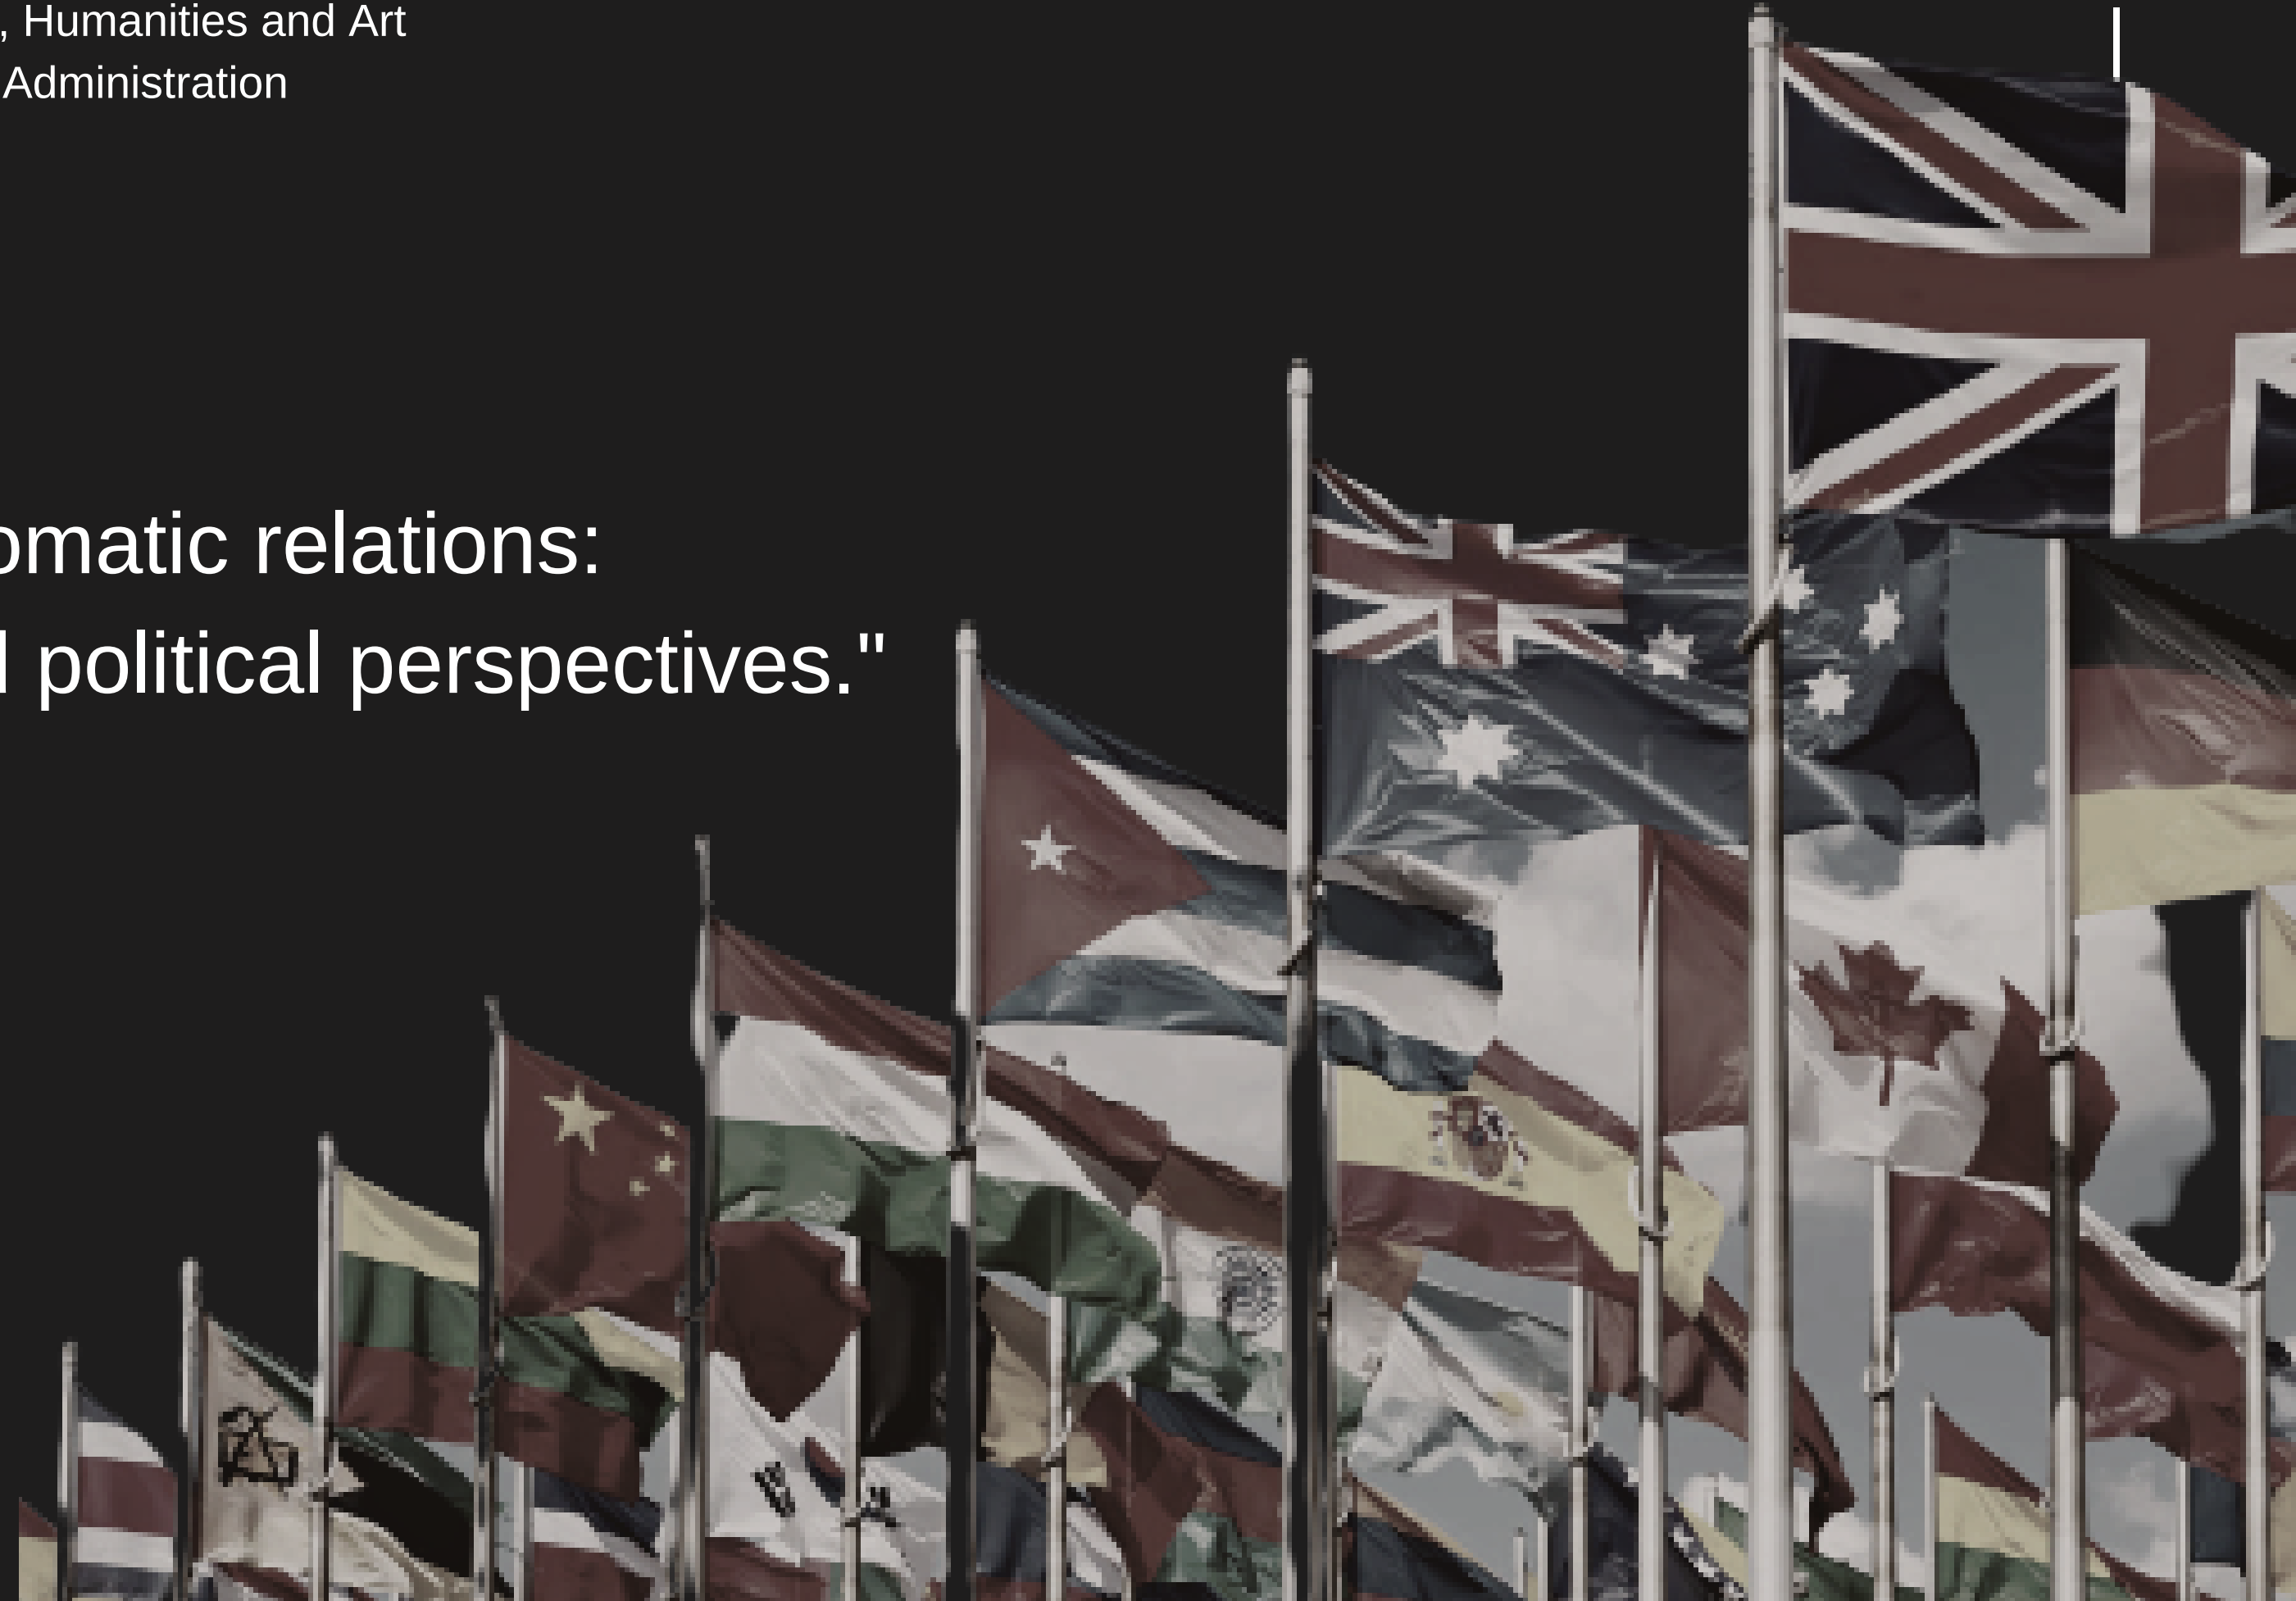 , Humanities and Art
Administration
omatic relations:
l political perspectives."